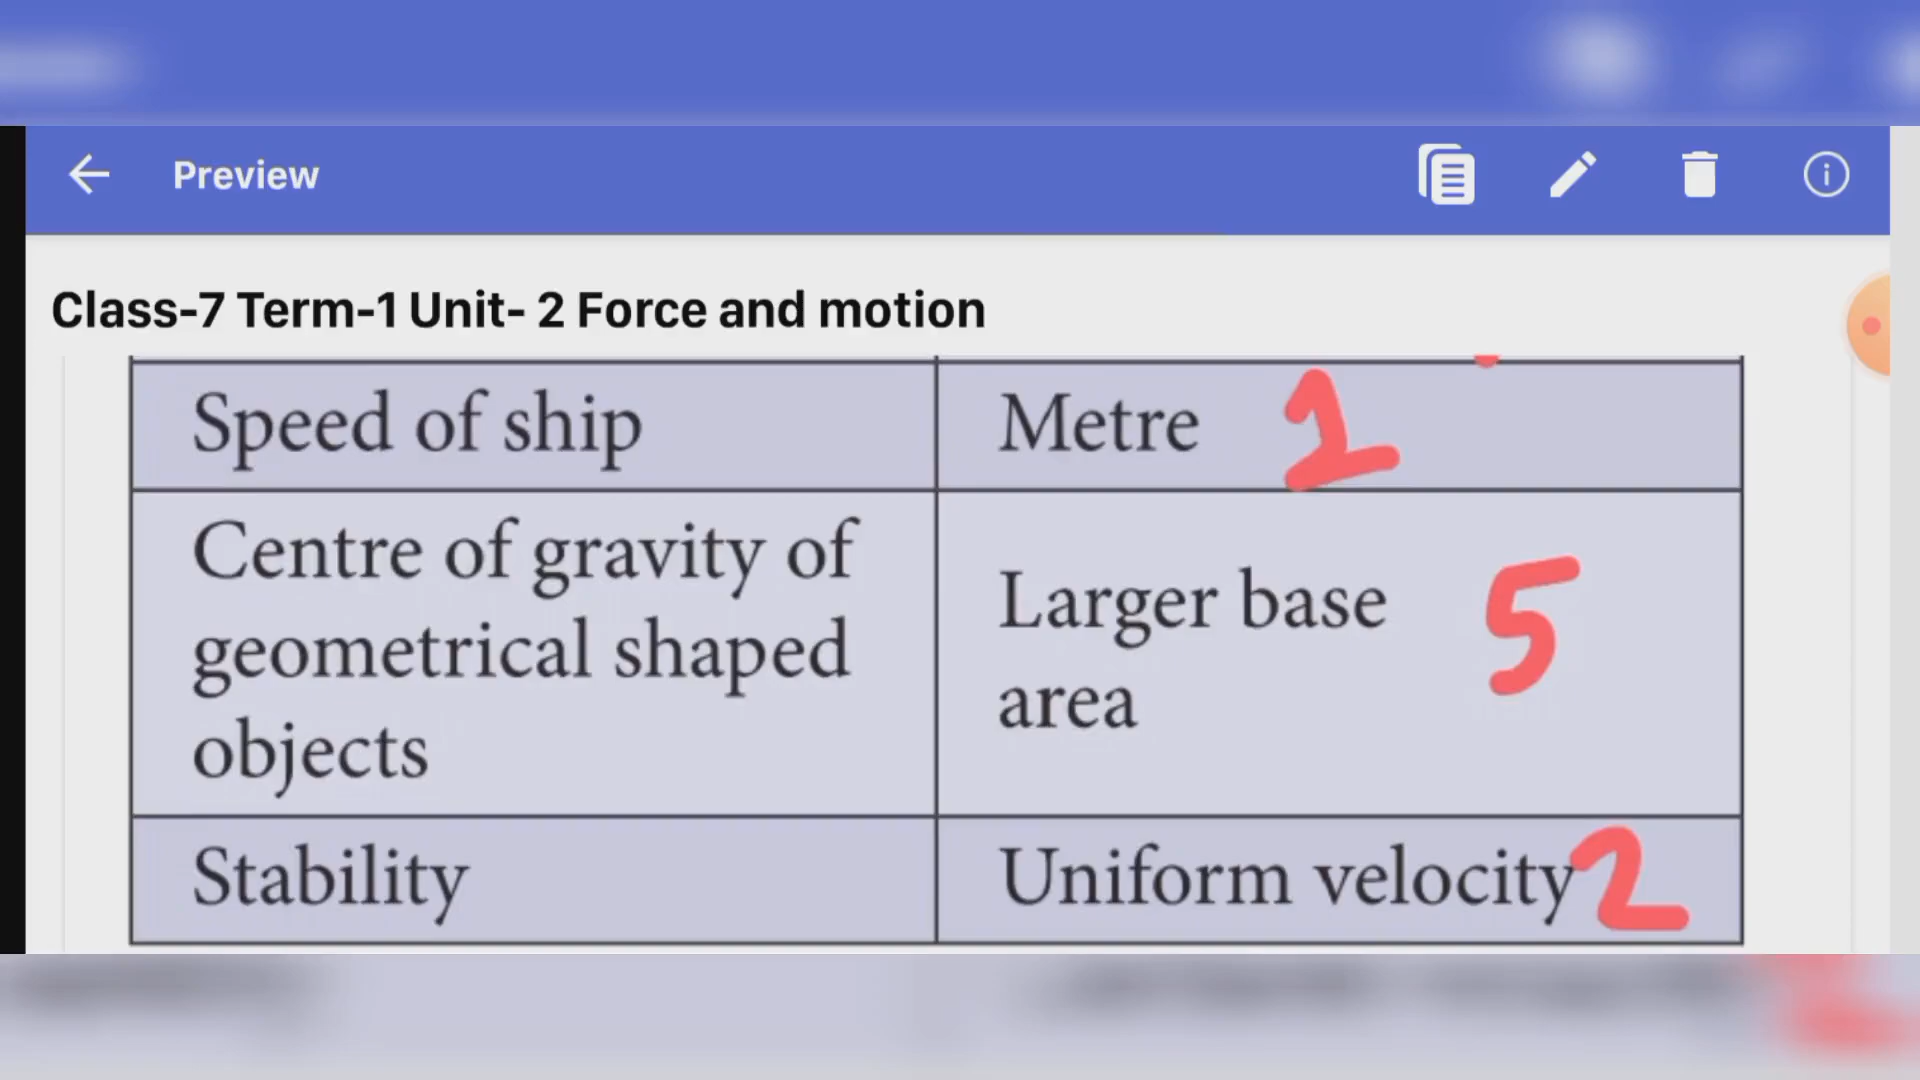 Preview
Class-7 Term-1 Unit- 2 Force and motion
Speed of ship
Metre 1
Centre of gravity of
geometrical shaped
objects
Larger base
area
5
Stability
Uniform velocity 2